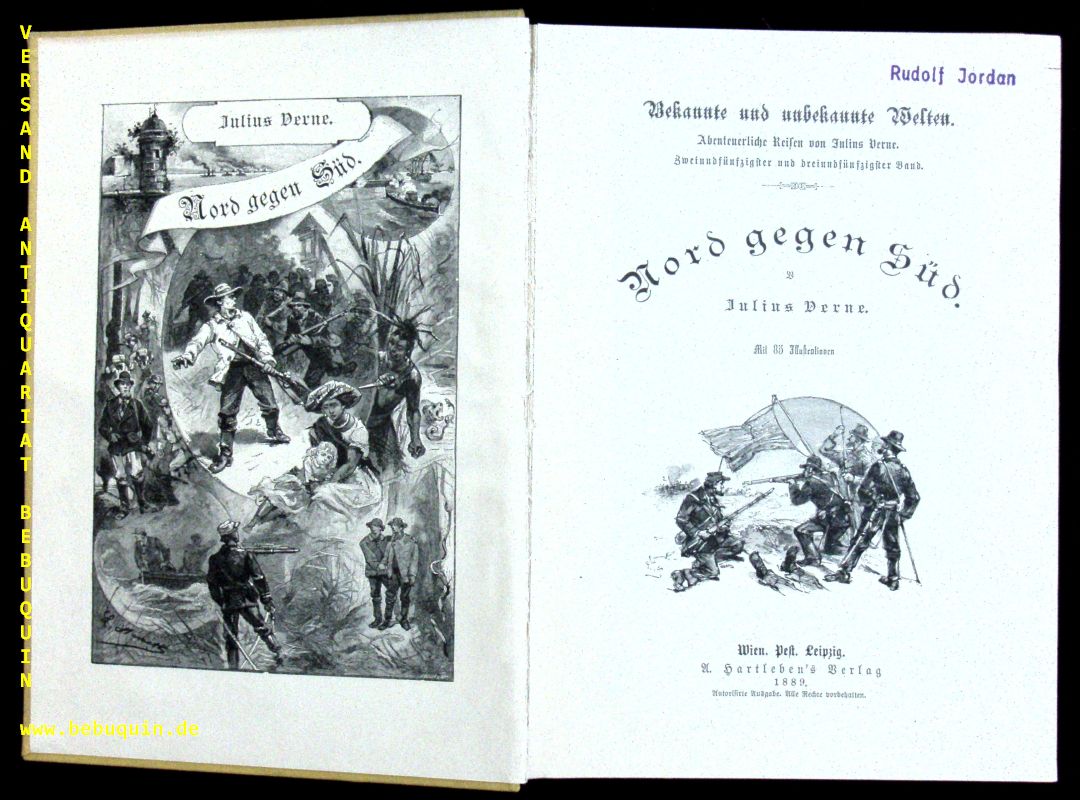 VERSAND ANTIQUARIAT BEBUQUIN
www.bebuquin.de
Julius Verne.
Nord gegen Süd.
Rudolf Jordan
Bekannte und unbekannte Welten.
Abenteuerliche Reisen von Julius Verne.
Zweiundfünfzigster und dreiundfünfzigster Band.
Nord gegen Süd.
Julius Verne.
Mit 85 Illustrationen
Wien. Pest. Leipzig.
A. Hartleben's Verlag
1889.
Autorisirte Ausgabe. Alle Rechte vorbehalten.